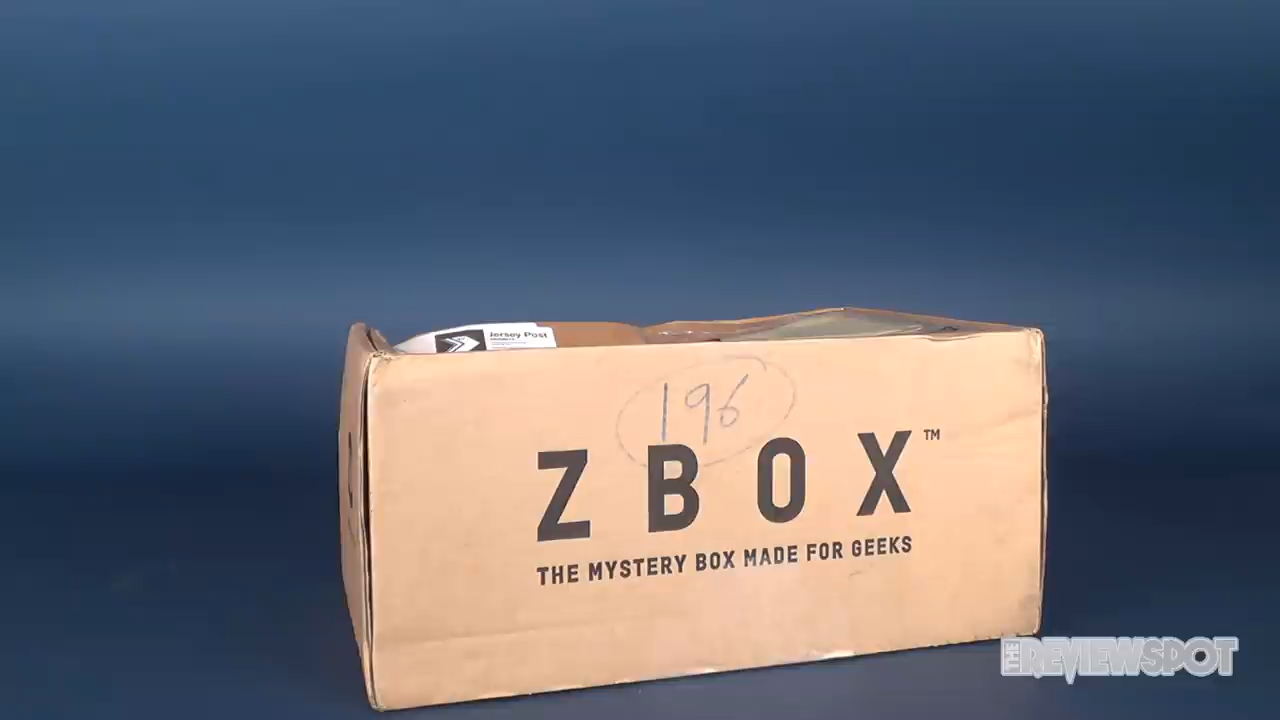 Jersey Post
196
ZBOX™
THE MYSTERY BOX MADE FOR GEEKS
THE REVIEWSPOT